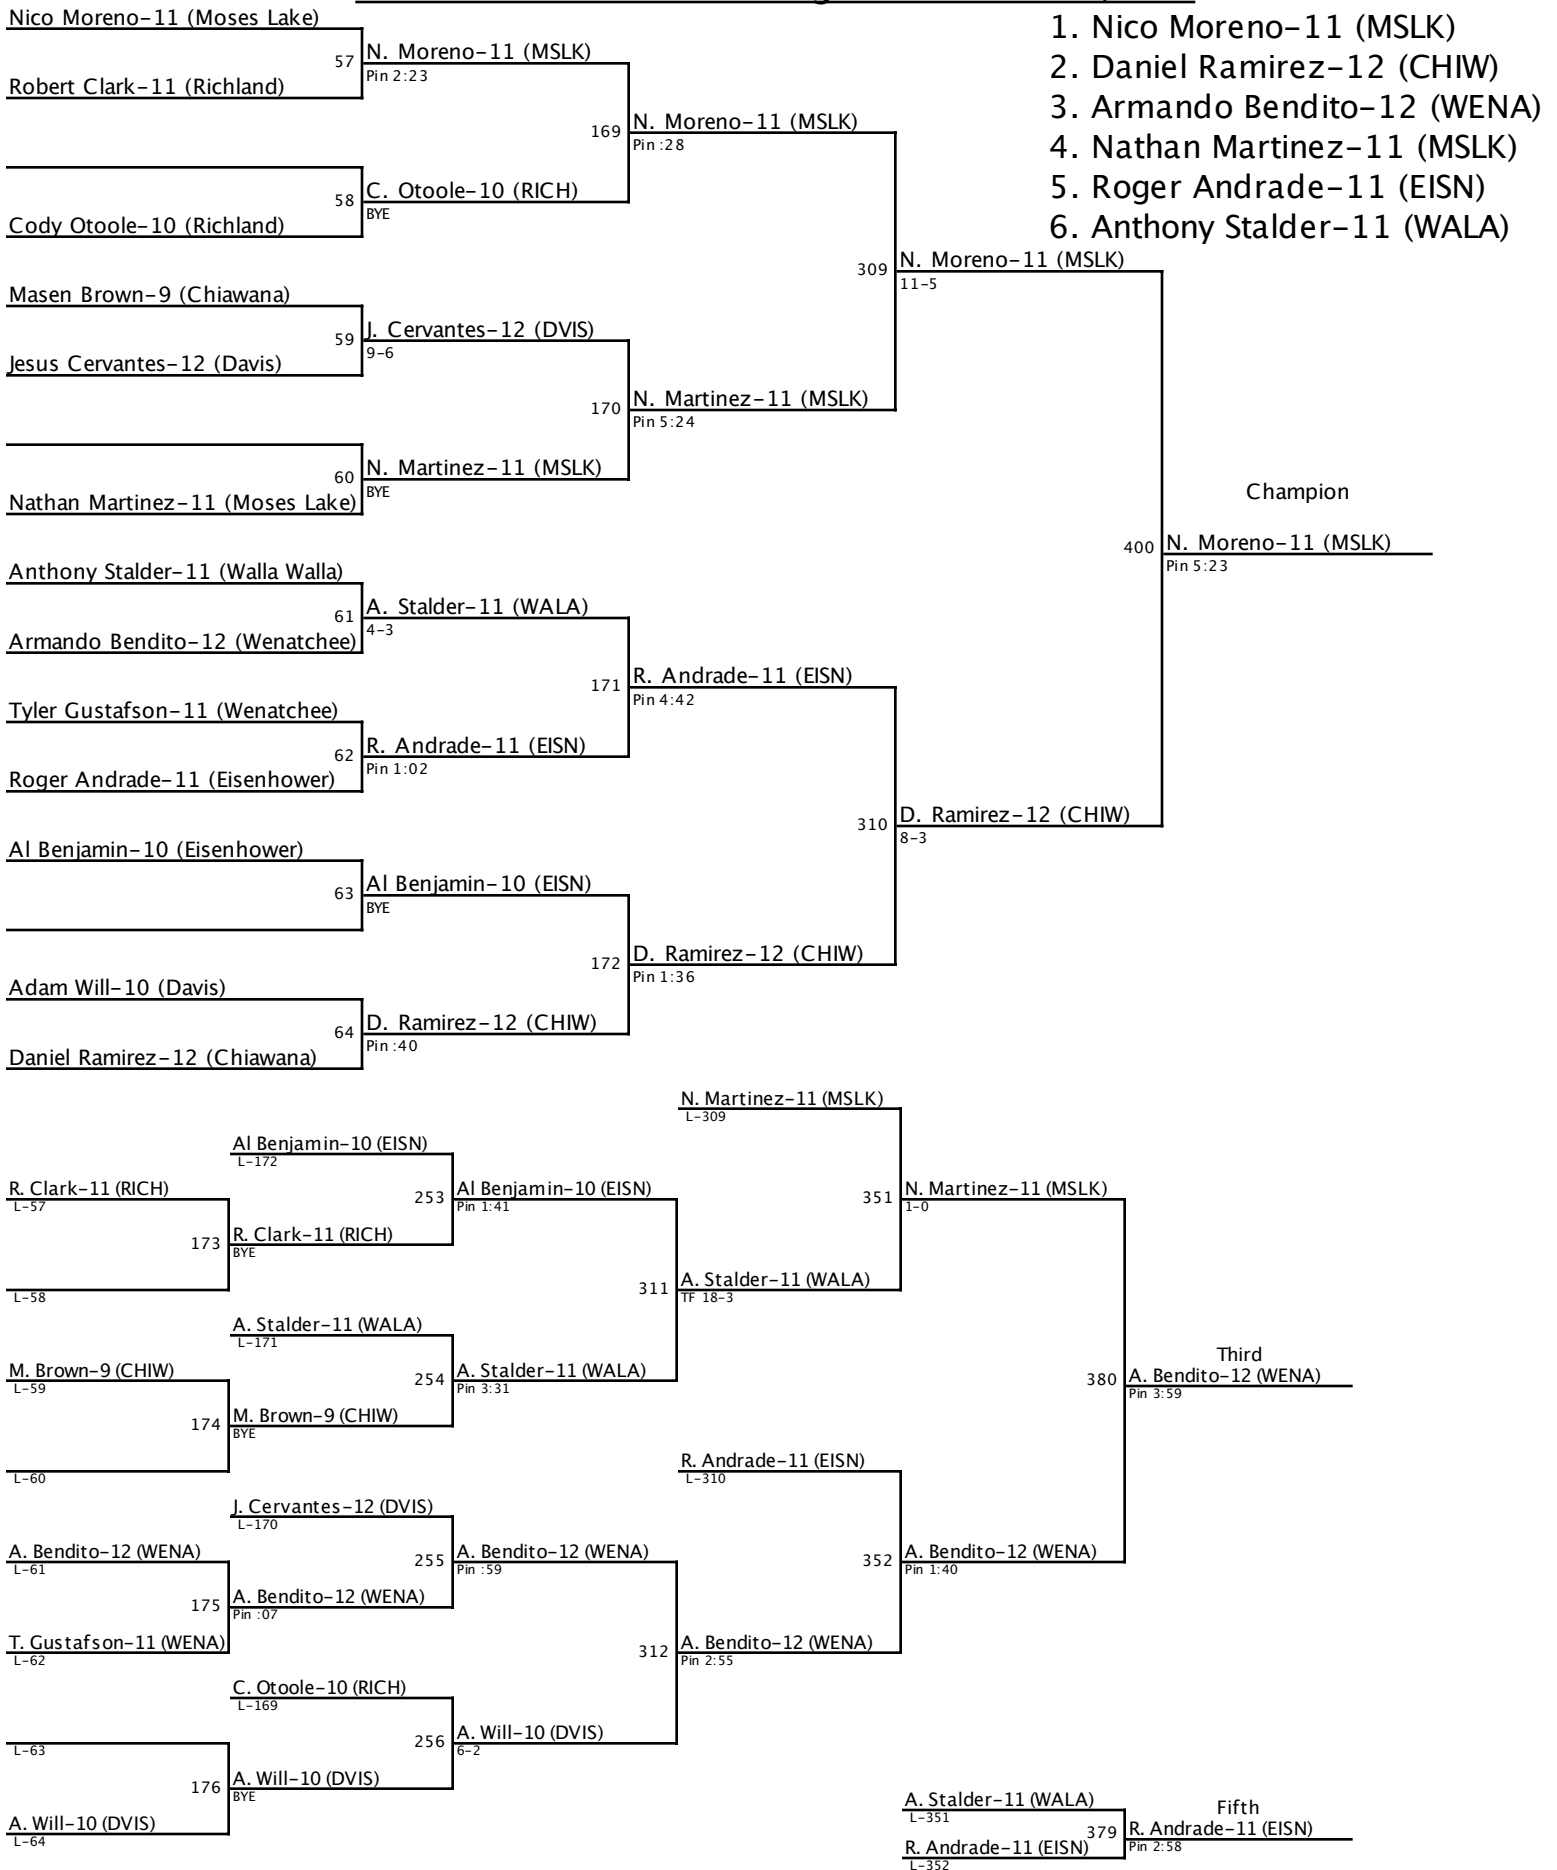 Nico Moreno-11 (Moses Lake)
57
N. Moreno-11 (MSLK)
Pin 2:23
Robert Clark-11 (Richland)
169
N. Moreno-11 (MSLK)
Pin :28
58
C. Otoole-10 (RICH)
BYE
Cody Otoole-10 (Richland)
309
N. Moreno-11 (MSLK)
11-5
Masen Brown-9 (Chiawana)
59
J. Cervantes-12 (DVIS)
9-6
Jesus Cervantes-12 (Davis)
170
N. Martinez-11 (MSLK)
Pin 5:24
60
N. Martinez-11 (MSLK)
BYE
Nathan Martinez-11 (Moses Lake)
Champion
400
N. Moreno-11 (MSLK)
Pin 5:23
Anthony Stalder-11 (Walla Walla)
61
A. Stalder-11 (WALA)
4-3
Armando Bendito-12 (Wenatchee)
171
R. Andrade-11 (EISN)
Pin 4:42
Tyler Gustafson-11 (Wenatchee)
62
R. Andrade-11 (EISN)
Pin 1:02
Roger Andrade-11 (Eisenhower)
310
D. Ramirez-12 (CHIW)
8-3
Al Benjamin-10 (Eisenhower)
63
Al Benjamin-10 (EISN)
BYE
172
D. Ramirez-12 (CHIW)
Pin 1:36
Adam Will-10 (Davis)
64
D. Ramirez-12 (CHIW)
Pin :40
Daniel Ramirez-12 (Chiawana)
1. Nico Moreno-11 (MSLK)
2. Daniel Ramirez-12 (CHIW)
3. Armando Bendito-12 (WENA)
4. Nathan Martinez-11 (MSLK)
5. Roger Andrade-11 (EISN)
6. Anthony Stalder-11 (WALA)
N. Martinez-11 (MSLK)
L-309
Al Benjamin-10 (EISN)
L-172
R. Clark-11 (RICH)
L-57
253
Al Benjamin-10 (EISN)
Pin 1:41
351
N. Martinez-11 (MSLK)
1-0
173
R. Clark-11 (RICH)
BYE
L-58
311
A. Stalder-11 (WALA)
TF 18-3
A. Stalder-11 (WALA)
L-171
M. Brown-9 (CHIW)
L-59
254
A. Stalder-11 (WALA)
Pin 3:31
Third
380
A. Bendito-12 (WENA)
Pin 3:59
174
M. Brown-9 (CHIW)
BYE
L-60
R. Andrade-11 (EISN)
L-310
J. Cervantes-12 (DVIS)
L-170
A. Bendito-12 (WENA)
L-61
255
A. Bendito-12 (WENA)
Pin :59
352
A. Bendito-12 (WENA)
Pin 1:40
175
A. Bendito-12 (WENA)
Pin :07
T. Gustafson-11 (WENA)
L-62
312
A. Bendito-12 (WENA)
Pin 2:55
C. Otoole-10 (RICH)
L-169
L-63
256
A. Will-10 (DVIS)
6-2
176
A. Will-10 (DVIS)
BYE
A. Will-10 (DVIS)
L-64
A. Stalder-11 (WALA)
L-351
Fifth
379
R. Andrade-11 (EISN)
Pin 2:58
R. Andrade-11 (EISN)
L-352